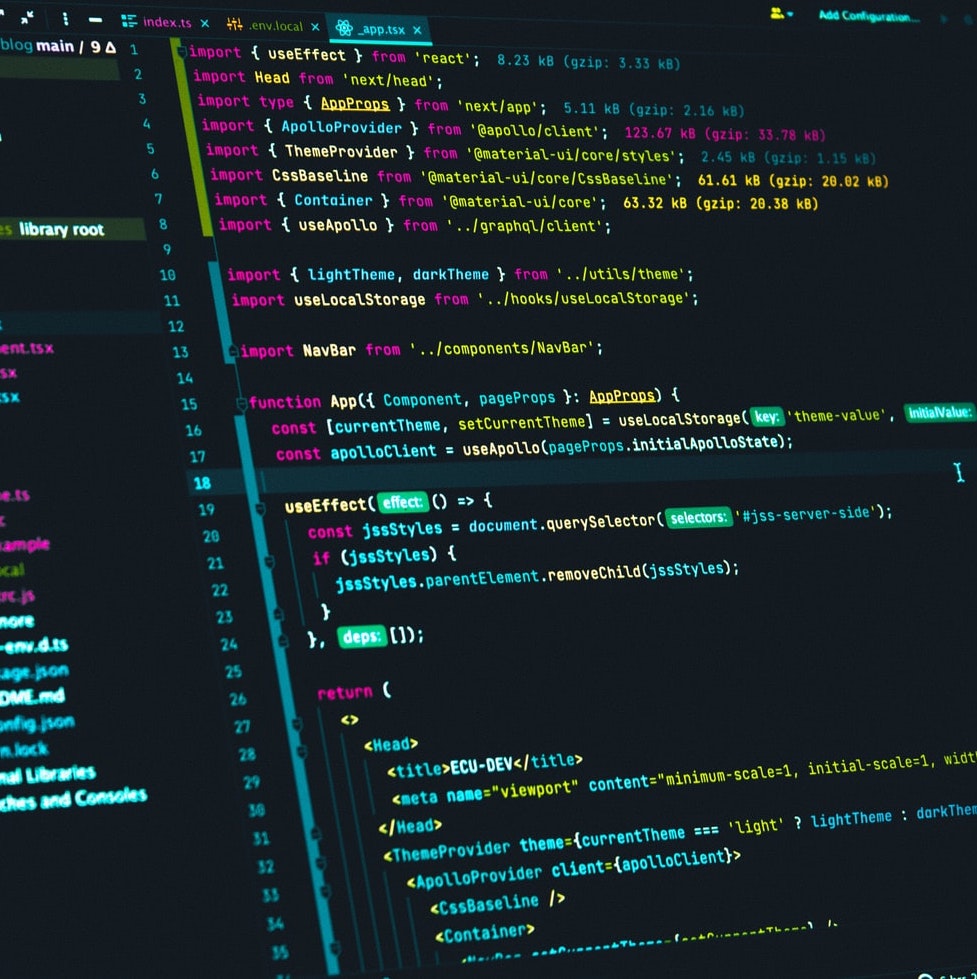 index.ts × .env.local × _app.tsx × Add Configuration...
blog main / 9 Δ
1 import { useEffect } from 'react'; 8.23 kB (gzip: 3.33 kB)
2 import Head from 'next/head';
3 import type { AppProps } from 'next/app'; 5.11 kB (gzip: 2.16 kB)
4 import { ApolloProvider } from '@apollo/client'; 123.67 kB (gzip: 33.78 kB)
5 import { ThemeProvider } from '@material-ui/core/styles'; 2.45 kB (gzip: 1.15 kB)
6 import CssBaseline from '@material-ui/core/CssBaseline'; 61.61 kB (gzip: 20.02 kB)
7 import { Container } from '@material-ui/core'; 63.32 kB (gzip: 20.38 kB)
8 import { useApollo } from '../graphql/client';
9
10 import { lightTheme, darkTheme } from '../utils/theme';
11 import useLocalStorage from '../hooks/useLocalStorage';
12
13 import NavBar from '../components/NavBar';
14
15 function App({ Component, pageProps }: AppProps) {
16 const [currentTheme, setCurrentTheme] = useLocalStorage( key: 'theme-value', initialValue:
17 const apolloClient = useApollo(pageProps.initialApolloState);
18
19 useEffect( effect: () => {
20 const jssStyles = document.querySelector( selectors: '#jss-server-side');
21 if (jssStyles) {
22 jssStyles.parentElement.removeChild(jssStyles);
23 }
24 }, deps: []);
25
26 return (
27 <>
28 <Head>
29 <title>ECU-DEV</title>
30 <meta name="viewport" content="minimum-scale=1, initial-scale=1, width
31 </Head>
32 <ThemeProvider theme={currentTheme === 'light' ? lightTheme : darkThem
33 <ApolloProvider client={apolloClient}>
34 <CssBaseline />
35 <Container>
library root
ent.tsx
sx
sx
e.ts
ample
cal
rc.js
nore
-env.d.ts
age.json
DME.md
onfig.json
n.lock
nal Libraries
ches and Consoles